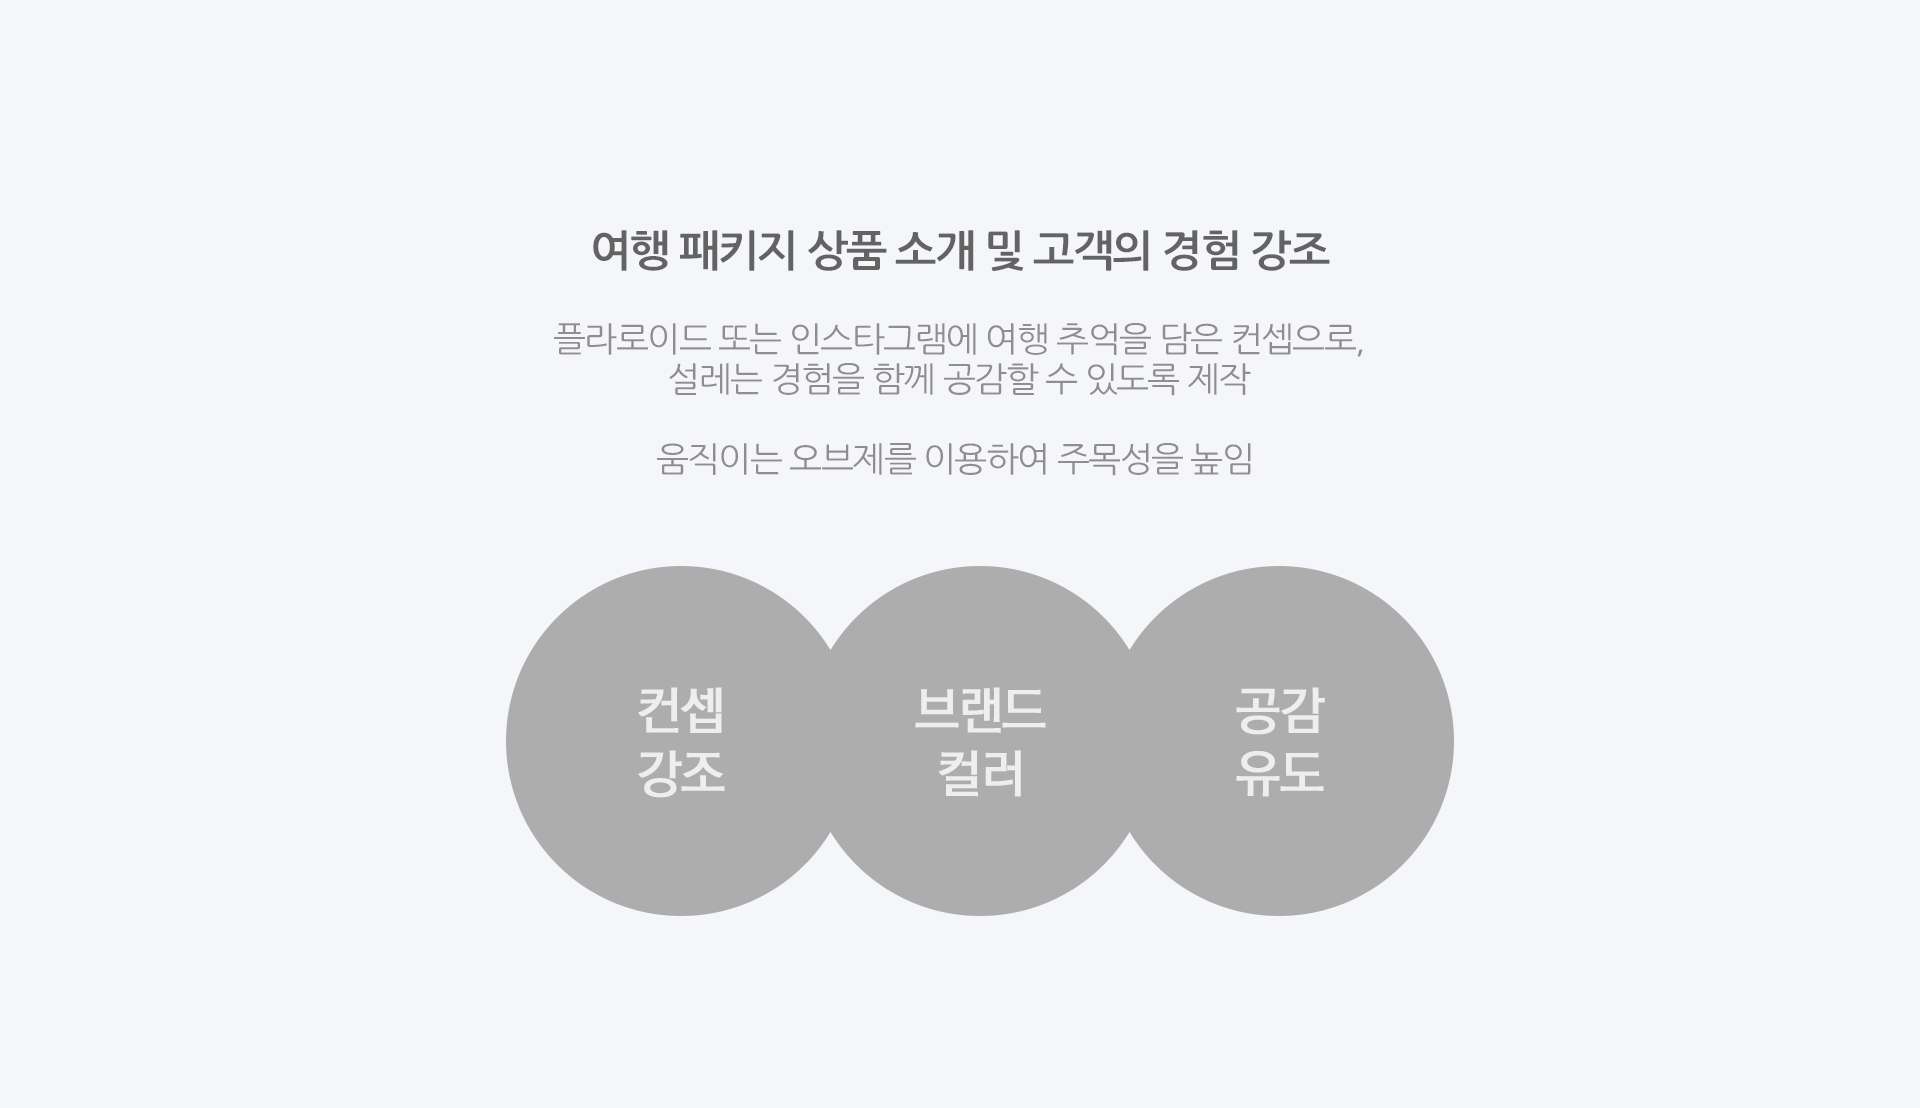 여행 패키지 상품 소개 및 고객의 경험 강조
플라로이드 또는 인스타그램에 여행 추억을 담은 컨셉으로,
설레는 경험을 함께 공감할 수 있도록 제작
움직이는 오브제를 이용하여 주목성을 높임
컨셉
강조
브랜드
컬러
공감
유도